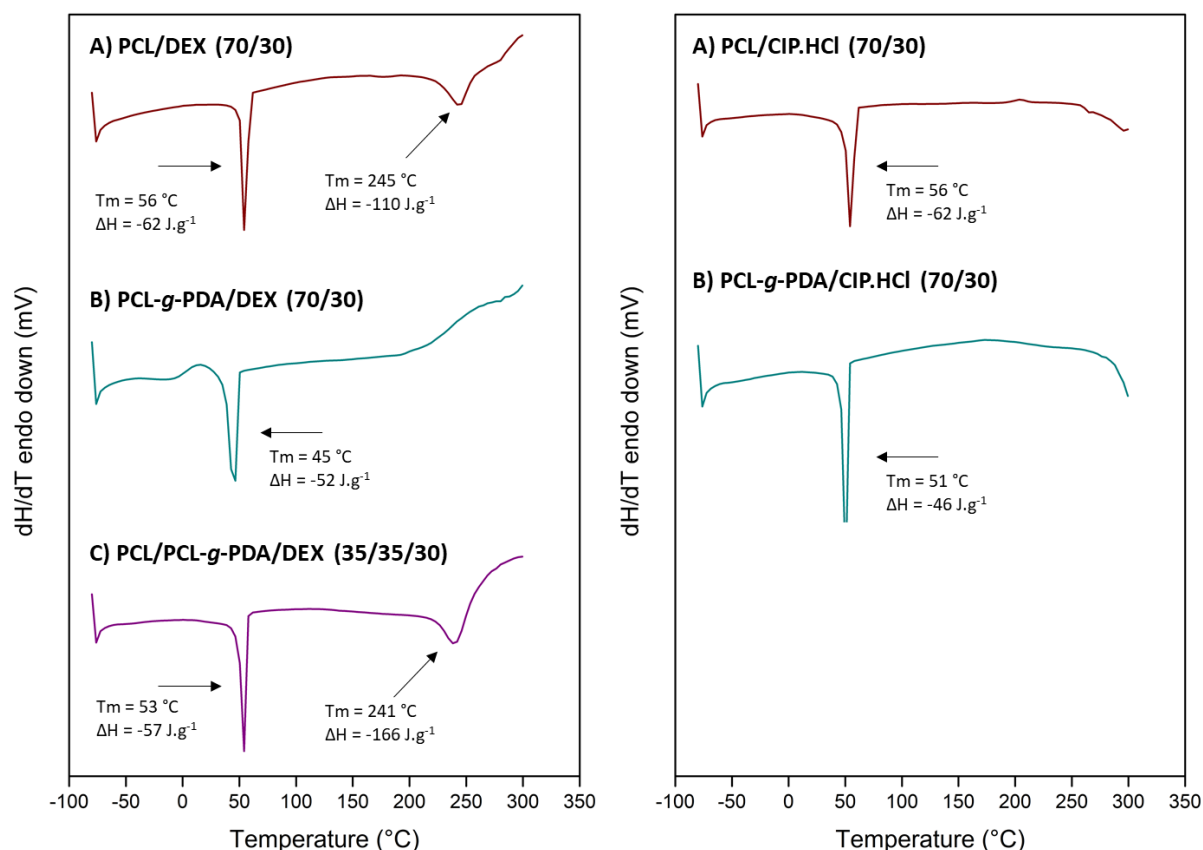 A) PCL/DEX (70/30)
Tm = 56 °C
ΔH = -62 J.g⁻¹
Tm = 245 °C
ΔH = -110 J.g⁻¹
B) PCL-g-PDA/DEX (70/30)
Tm = 45 °C
ΔH = -52 J.g⁻¹
C) PCL/PCL-g-PDA/DEX (35/35/30)
Tm = 53 °C
ΔH = -57 J.g⁻¹
Tm = 241 °C
ΔH = -166 J.g⁻¹
dH/dT endo down (mV)
-100 -50 0 50 100 150 200 250 300 350
Temperature (°C)
A) PCL/CIP.HCl (70/30)
Tm = 56 °C
ΔH = -62 J.g⁻¹
B) PCL-g-PDA/CIP.HCl (70/30)
Tm = 51 °C
ΔH = -46 J.g⁻¹
dH/dT endo down (mV)
-100 -50 0 50 100 150 200 250 300 350
Temperature (°C)